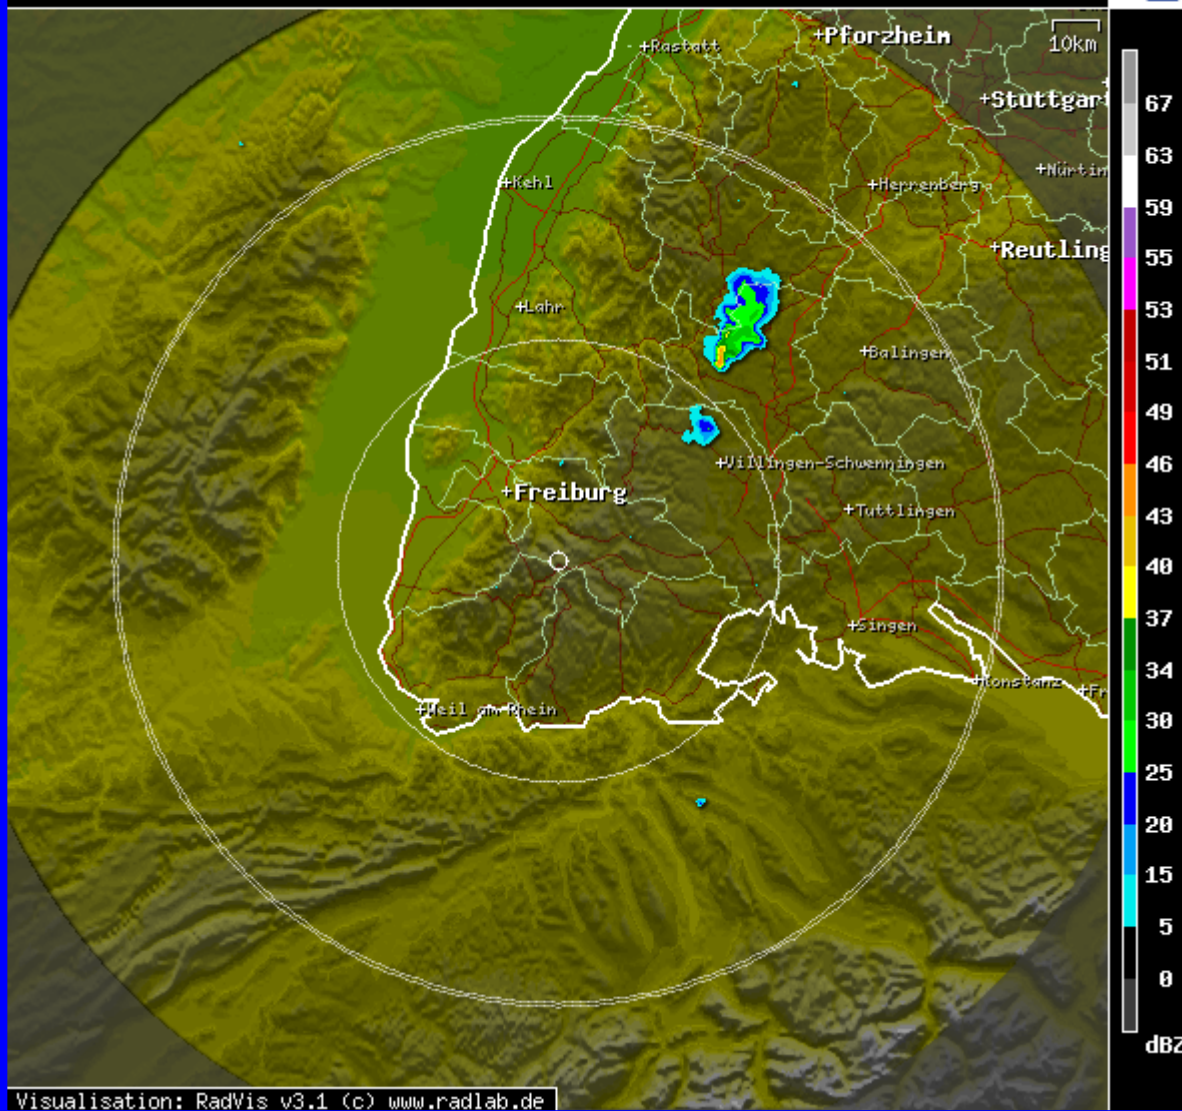 +Pforzheim
+Rastatt
10km
+Stuttgar
+Nürtin
+Kehl
+Herrenberg
+Reutling
+Lahr
+Balingen
+Villingen-Schwenningen
+Freiburg
+Tuttlingen
+Singen
+Konstanz
+Fr
+Weil am Rhein
67
63
59
55
53
51
49
46
43
40
37
34
30
25
20
15
5
0
dBZ
Visualisation: RadVis v3.1 (c) www.radlab.de